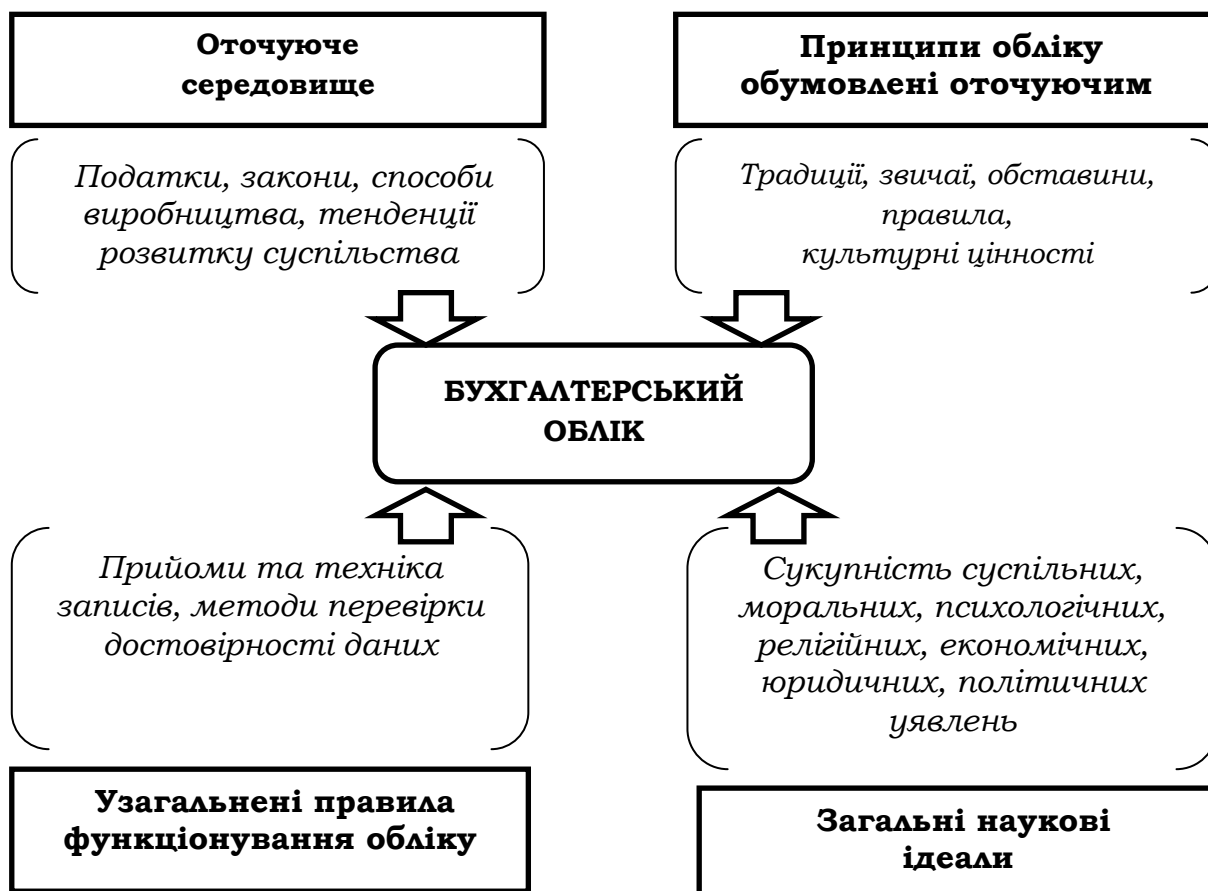 Оточуюче
середовище
Принципи обліку
обумовлені оточуючим
Податки, закони, способи
виробництва, тенденції
розвитку суспільства
Традиції, звичаї, обставини,
правила,
культурні цінності
БУХГАЛТЕРСЬКИЙ
ОБЛІК
Прийоми та техніка
записів, методи перевірки
достовірності даних
Сукупність суспільних,
моральних, психологічних,
релігійних, економічних,
юридичних, політичних
уявлень
Узагальнені правила
функціонування обліку
Загальні наукові
ідеали